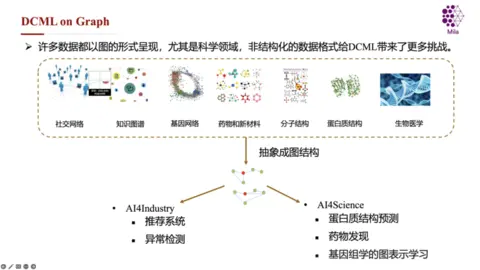 DCML on Graph
Mila
➢ 许多数据都以图的形式呈现，尤其是科学领域，非结构化的数据格式给DCML带来了更多挑战。
社交网络 知识图谱 基因网络 药物和新材料 分子结构 蛋白质结构 生物医学
抽象成图结构
• AI4Industry
▪ 推荐系统
▪ 异常检测
• AI4Science
▪ 蛋白质结构预测
▪ 药物发现
▪ 基因组学的图表示学习